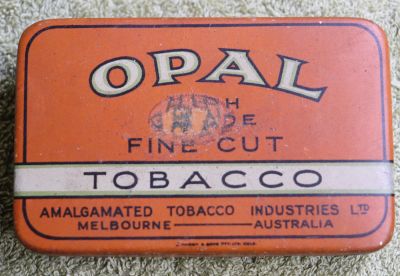 OPAL
HIGH
GRADE
FINE CUT
TOBACCO
AMALGAMATED TOBACCO INDUSTRIES LTD
MELBOURNE AUSTRALIA